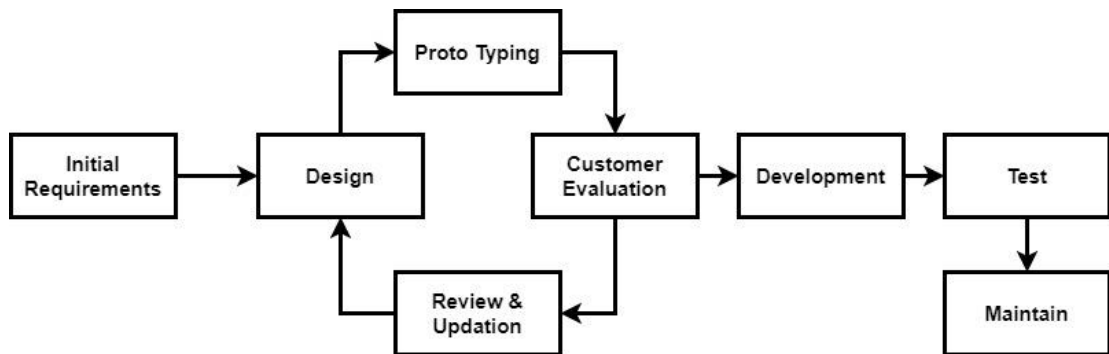 Proto Typing
Initial
Requirements
Design
Customer
Evaluation
Development
Test
Review &
Updation
Maintain